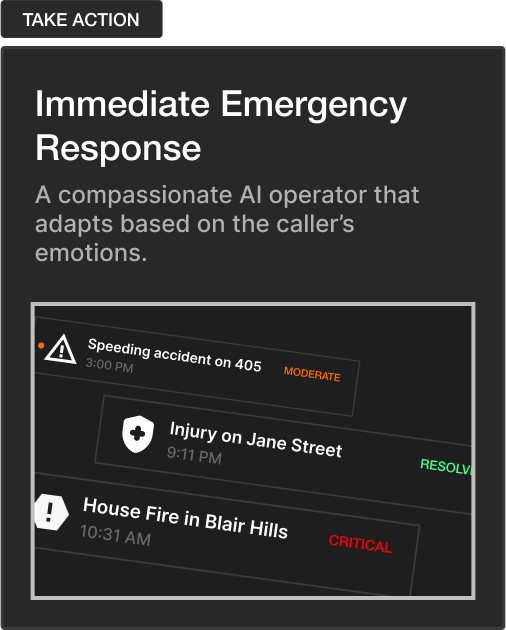 TAKE ACTION
Immediate Emergency
Response
A compassionate AI operator that
adapts based on the caller’s
emotions.
Speeding accident on 405
3:00 PM
MODERATE
Injury on Jane Street
9:11 PM
RESOLV
House Fire in Blair Hills
10:31 AM
CRITICAL